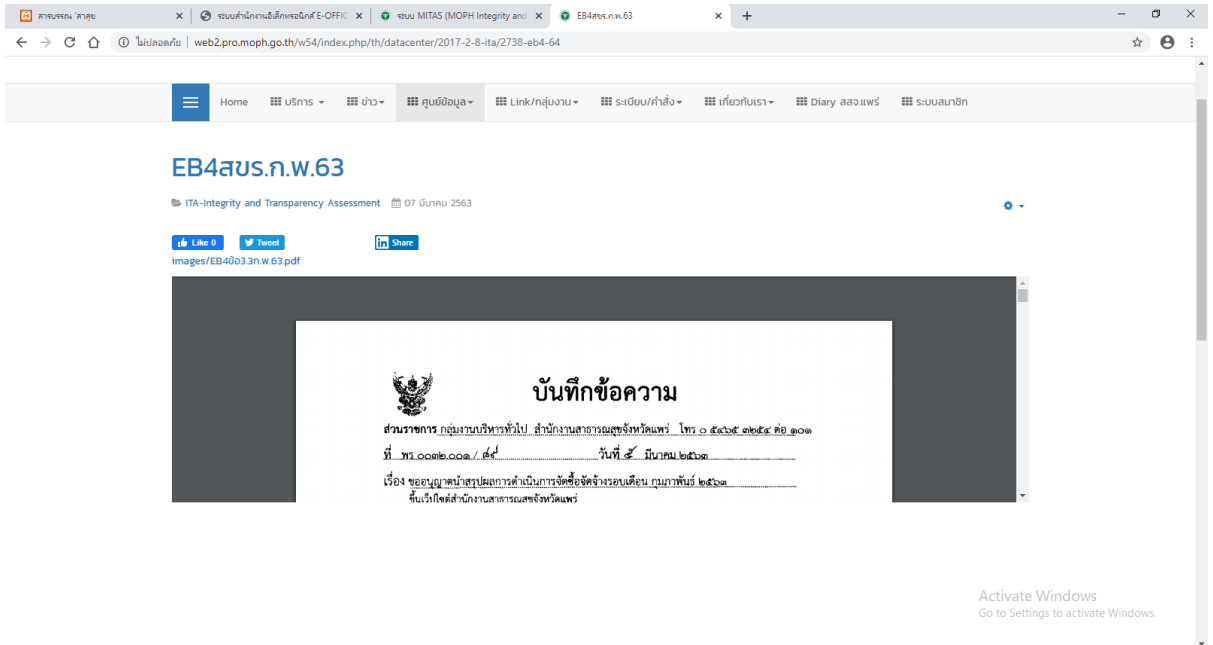 สารบรรณ 'สาสุข
ระบบสำนักงานอิเล็กทรอนิกส์ E-OFFIC
ระบบ MITAS (MOPH Integrity and
EB4สขร.ก.พ.63
ไม่ปลอดภัย
web2.pro.moph.go.th/w54/index.php/th/datacenter/2017-2-8-ita/2738-eb4-64
Home บริการ ข่าว ศูนย์ข้อมูล Link/กลุ่มงาน ระเบียบ/คำสั่ง เกี่ยวกับเรา Diary สสจ.แพร่ ระบบสมาชิก
EB4สขร.ก.พ.63
ITA-Integrity and Transparency Assessment 07 มีนาคม 2563
Like 0 Tweet in Share
images/EB4ข้อ3.3ก.พ.63.pdf
บันทึกข้อความ
ส่วนราชการ กลุ่มงานบริหารทั่วไป สำนักงานสาธารณสุขจังหวัดแพร่ โทร ๐ ๕๔๖๕ ๓๒๕๔ ต่อ ๑๐๑
ที่ พร ๐๐๓๒.๐๐๑/ วันที่ ๕ มีนาคม ๒๕๖๓
เรื่อง ขออนุญาตนำสรุปผลการดำเนินการจัดซื้อจัดจ้างรอบเดือน กุมภาพันธ์ ๒๕๖๓
ขึ้นเว็บไซต์สำนักงานสาธารณสุขจังหวัดแพร่
Activate Windows
Go to Settings to activate Windows.